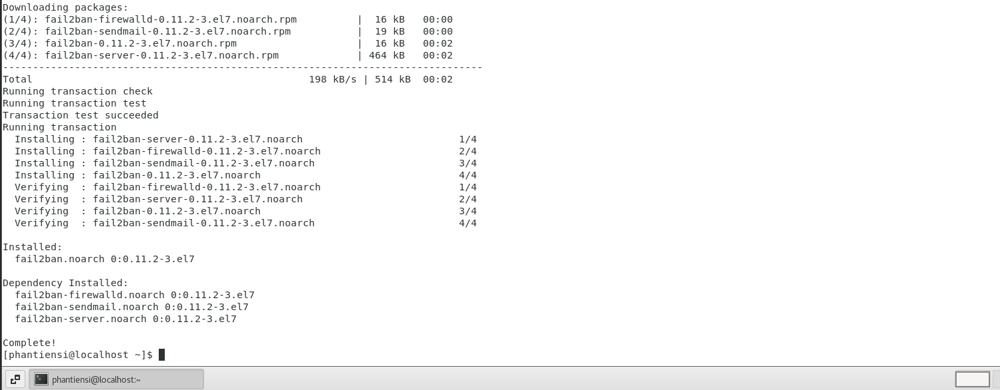 Downloading packages:
(1/4): fail2ban-firewalld-0.11.2-3.el7.noarch.rpm          |  16 kB   00:00
(2/4): fail2ban-sendmail-0.11.2-3.el7.noarch.rpm           |  19 kB   00:00
(3/4): fail2ban-0.11.2-3.el7.noarch.rpm                    |  16 kB   00:02
(4/4): fail2ban-server-0.11.2-3.el7.noarch.rpm             | 464 kB   00:02
--------------------------------------------------------------------------------
Total                                              198 kB/s | 514 kB  00:02
Running transaction check
Running transaction test
Transaction test succeeded
Running transaction
  Installing : fail2ban-server-0.11.2-3.el7.noarch                          1/4
  Installing : fail2ban-firewalld-0.11.2-3.el7.noarch                       2/4
  Installing : fail2ban-sendmail-0.11.2-3.el7.noarch                        3/4
  Installing : fail2ban-0.11.2-3.el7.noarch                                 4/4
  Verifying  : fail2ban-firewalld-0.11.2-3.el7.noarch                       1/4
  Verifying  : fail2ban-server-0.11.2-3.el7.noarch                          2/4
  Verifying  : fail2ban-0.11.2-3.el7.noarch                                 3/4
  Verifying  : fail2ban-sendmail-0.11.2-3.el7.noarch                        4/4

Installed:
  fail2ban.noarch 0:0.11.2-3.el7

Dependency Installed:
  fail2ban-firewalld.noarch 0:0.11.2-3.el7
  fail2ban-sendmail.noarch 0:0.11.2-3.el7
  fail2ban-server.noarch 0:0.11.2-3.el7

Complete!
[phantiensi@localhost ~]$
phantiensi@localhost:~